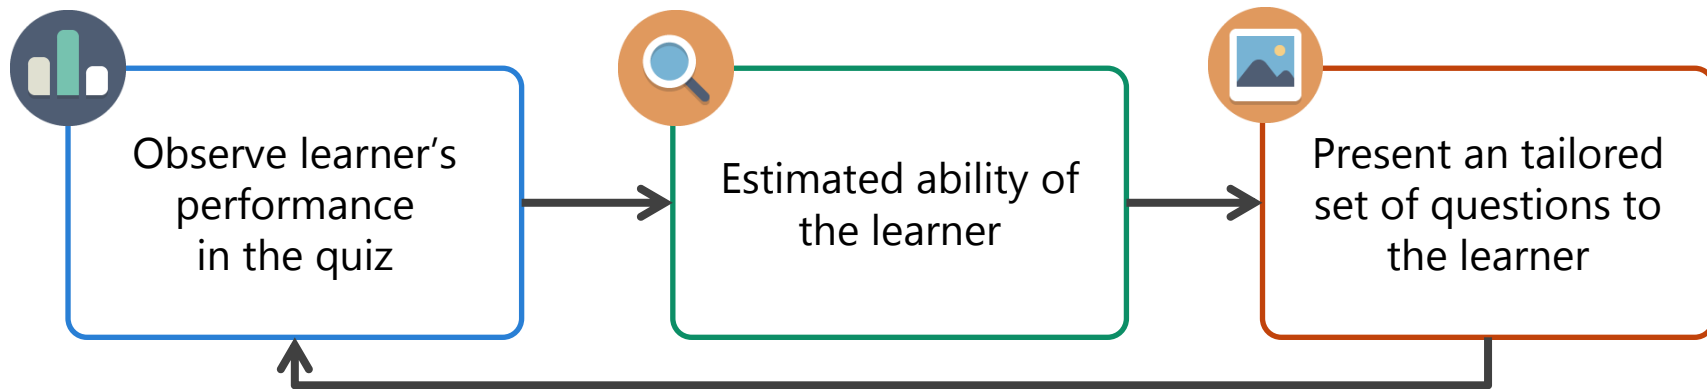 Observe learner’s
performance
in the quiz
Estimated ability of
the learner
Present an tailored
set of questions to
the learner